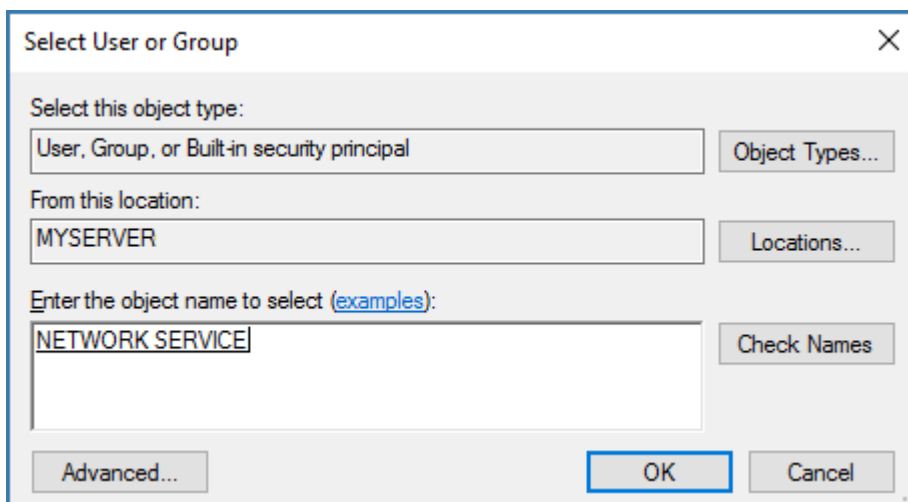 Select User or Group
Select this object type:
User, Group, or Built-in security principal
Object Types...
From this location:
MYSERVER
Locations...
Enter the object name to select (examples):
NETWORK SERVICE
Check Names
Advanced...
OK
Cancel